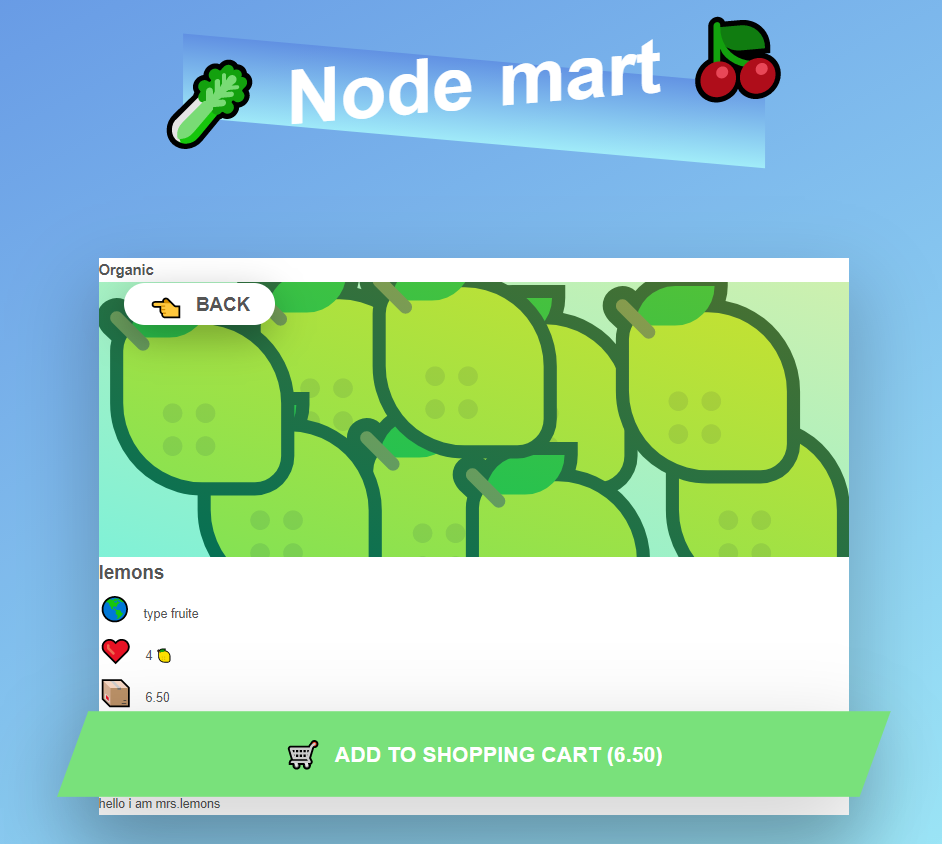 Node mart
Organic
BACK
lemons
type fruite
4
6.50
ADD TO SHOPPING CART (6.50)
hello i am mrs.lemons